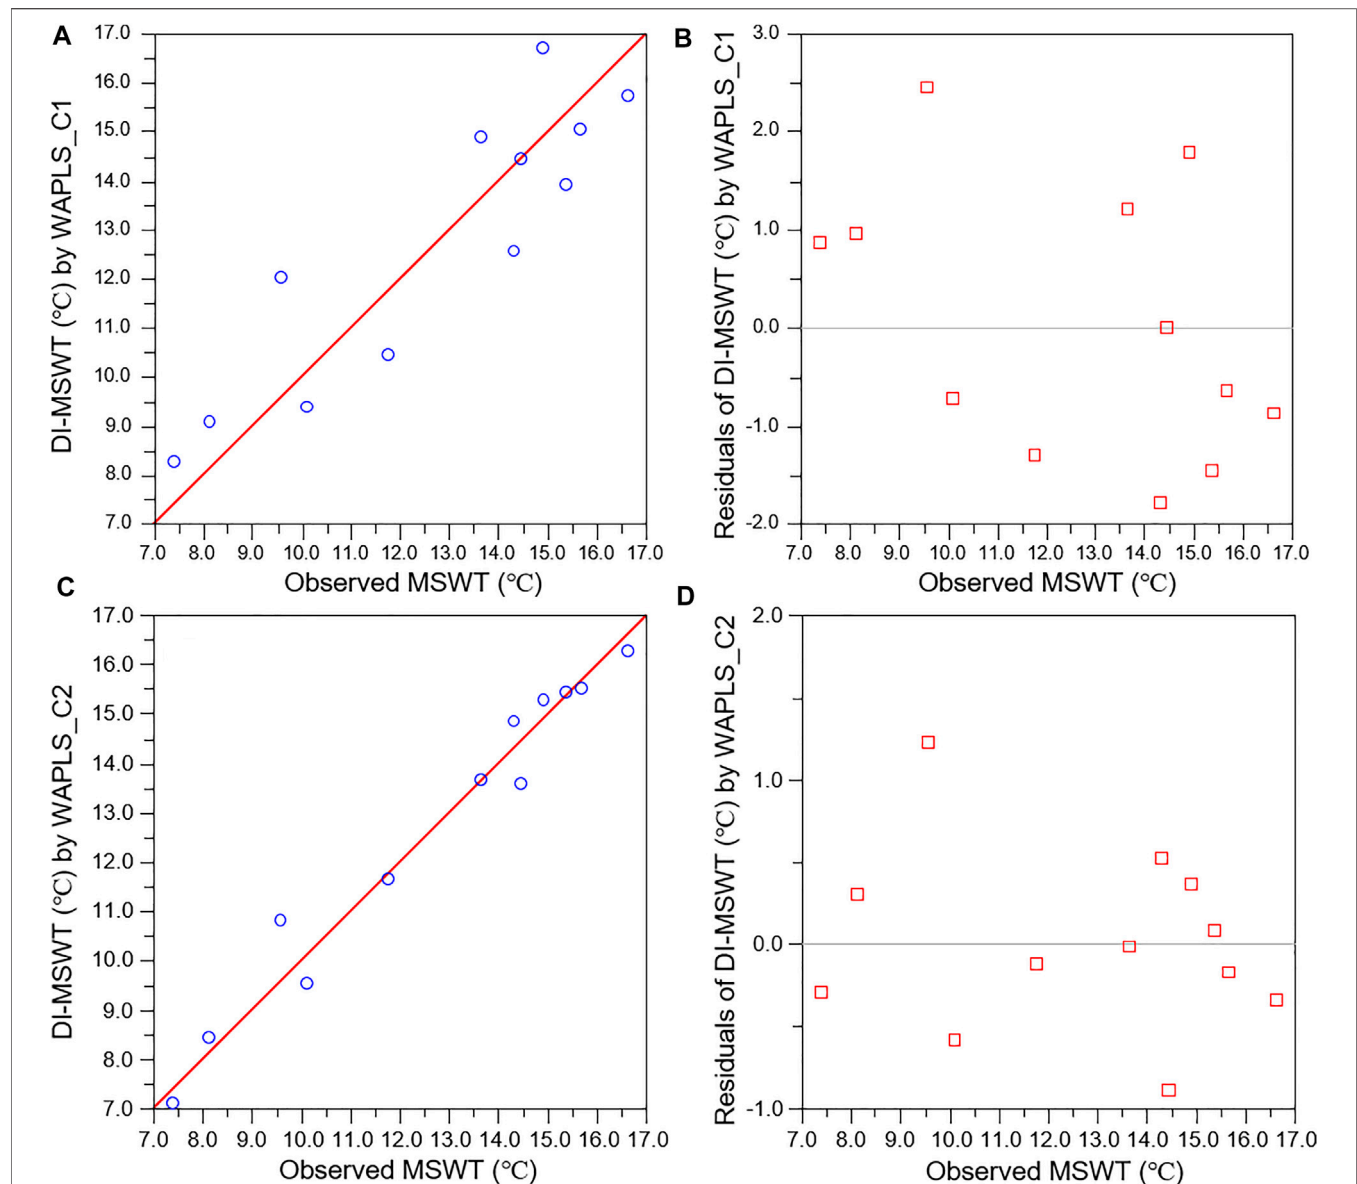 A
DI-MSWT (℃) by WAPLS_C1
17.0
16.0
15.0
14.0
13.0
12.0
11.0
10.0
9.0
8.0
7.0
7.0 8.0 9.0 10.0 11.0 12.0 13.0 14.0 15.0 16.0 17.0
Observed MSWT (℃)
B
Residuals of DI-MSWT (℃) by WAPLS_C1
3.0
2.0
1.0
0.0
-1.0
-2.0
7.0 8.0 9.0 10.0 11.0 12.0 13.0 14.0 15.0 16.0 17.0
Observed MSWT (℃)
C
DI-MSWT (℃) by WAPLS_C2
17.0
16.0
15.0
14.0
13.0
12.0
11.0
10.0
9.0
8.0
7.0
7.0 8.0 9.0 10.0 11.0 12.0 13.0 14.0 15.0 16.0 17.0
Observed MSWT (℃)
D
Residuals of DI-MSWT (℃) by WAPLS_C2
2.0
1.0
0.0
-1.0
7.0 8.0 9.0 10.0 11.0 12.0 13.0 14.0 15.0 16.0 17.0
Observed MSWT (℃)